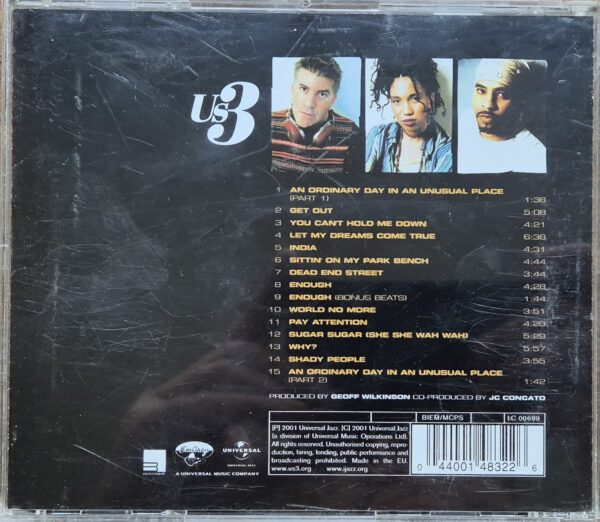 Us3
1 AN ORDINARY DAY IN AN UNUSUAL PLACE
(PART 1) 1:38
2 GET OUT 5:08
3 YOU CAN'T HOLD ME DOWN 4:21
4 LET MY DREAMS COME TRUE 6:38
5 INDIA 4:31
6 SITTIN' ON MY PARK BENCH 4:44
7 DEAD END STREET 3:44
8 ENOUGH 4:29
9 ENOUGH (BONUS BEATS) 1:44
10 WORLD NO MORE 3:51
11 PAY ATTENTION 4:20
12 SUGAR SUGAR (SHE SHE WAH WAH) 5:29
13 WHY? 5:57
14 SHADY PEOPLE 3:55
15 AN ORDINARY DAY IN AN UNUSUAL PLACE
(PART 2) 1:42
PRODUCED BY GEOFF WILKINSON CO-PRODUCED BY JC CONCATO
BIEM/MCPS LC 00699
[P] 2001 Universal Jazz. [C] 2001 Universal Jazz
(a division of Universal Music Operations Ltd).
All rights reserved. Unauthorised copying, repro-
duction, hiring, lending, public performance and
broadcasting prohibited. Made in the EU.
www.us3.org www.ijazz.org
0 44001 48322 6
3
UNIVERSAL
A UNIVERSAL MUSIC COMPANY